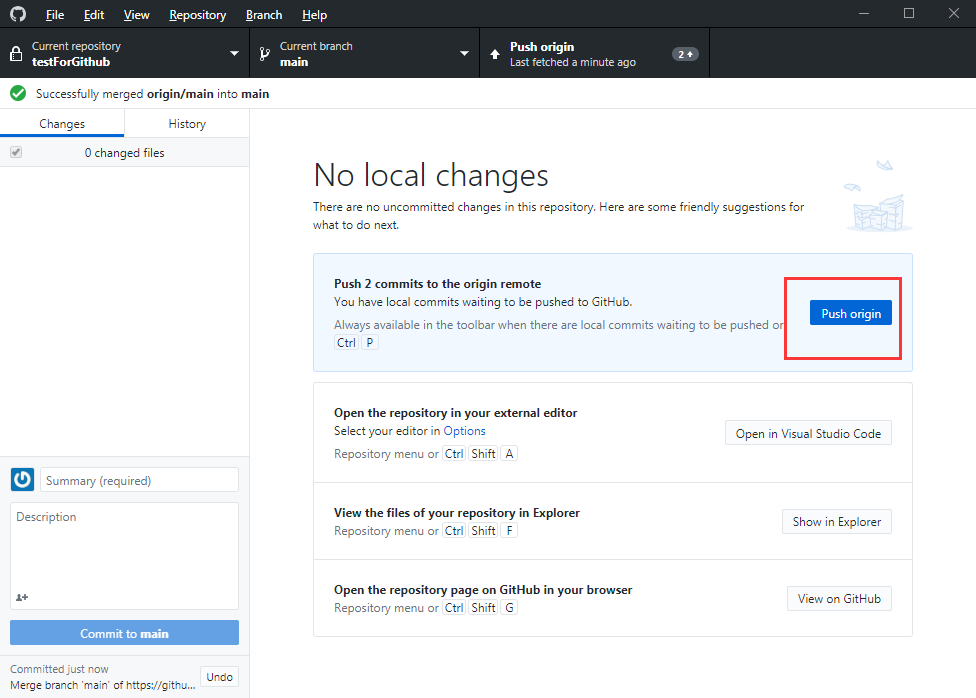 File Edit View Repository Branch Help
Current repository
testForGithub
Current branch
main
Push origin
Last fetched a minute ago
2
Successfully merged origin/main into main
Changes
History
0 changed files
No local changes
There are no uncommitted changes in this repository. Here are some friendly suggestions for
what to do next.
Push 2 commits to the origin remote
You have local commits waiting to be pushed to GitHub.
Always available in the toolbar when there are local commits waiting to be pushed or
Ctrl P
Push origin
Open the repository in your external editor
Select your editor in Options
Repository menu or Ctrl Shift A
Open in Visual Studio Code
View the files of your repository in Explorer
Repository menu or Ctrl Shift F
Show in Explorer
Open the repository page on GitHub in your browser
Repository menu or Ctrl Shift G
View on GitHub
Summary (required)
Description
Commit to main
Committed just now
Merge branch 'main' of https://githu...
Undo